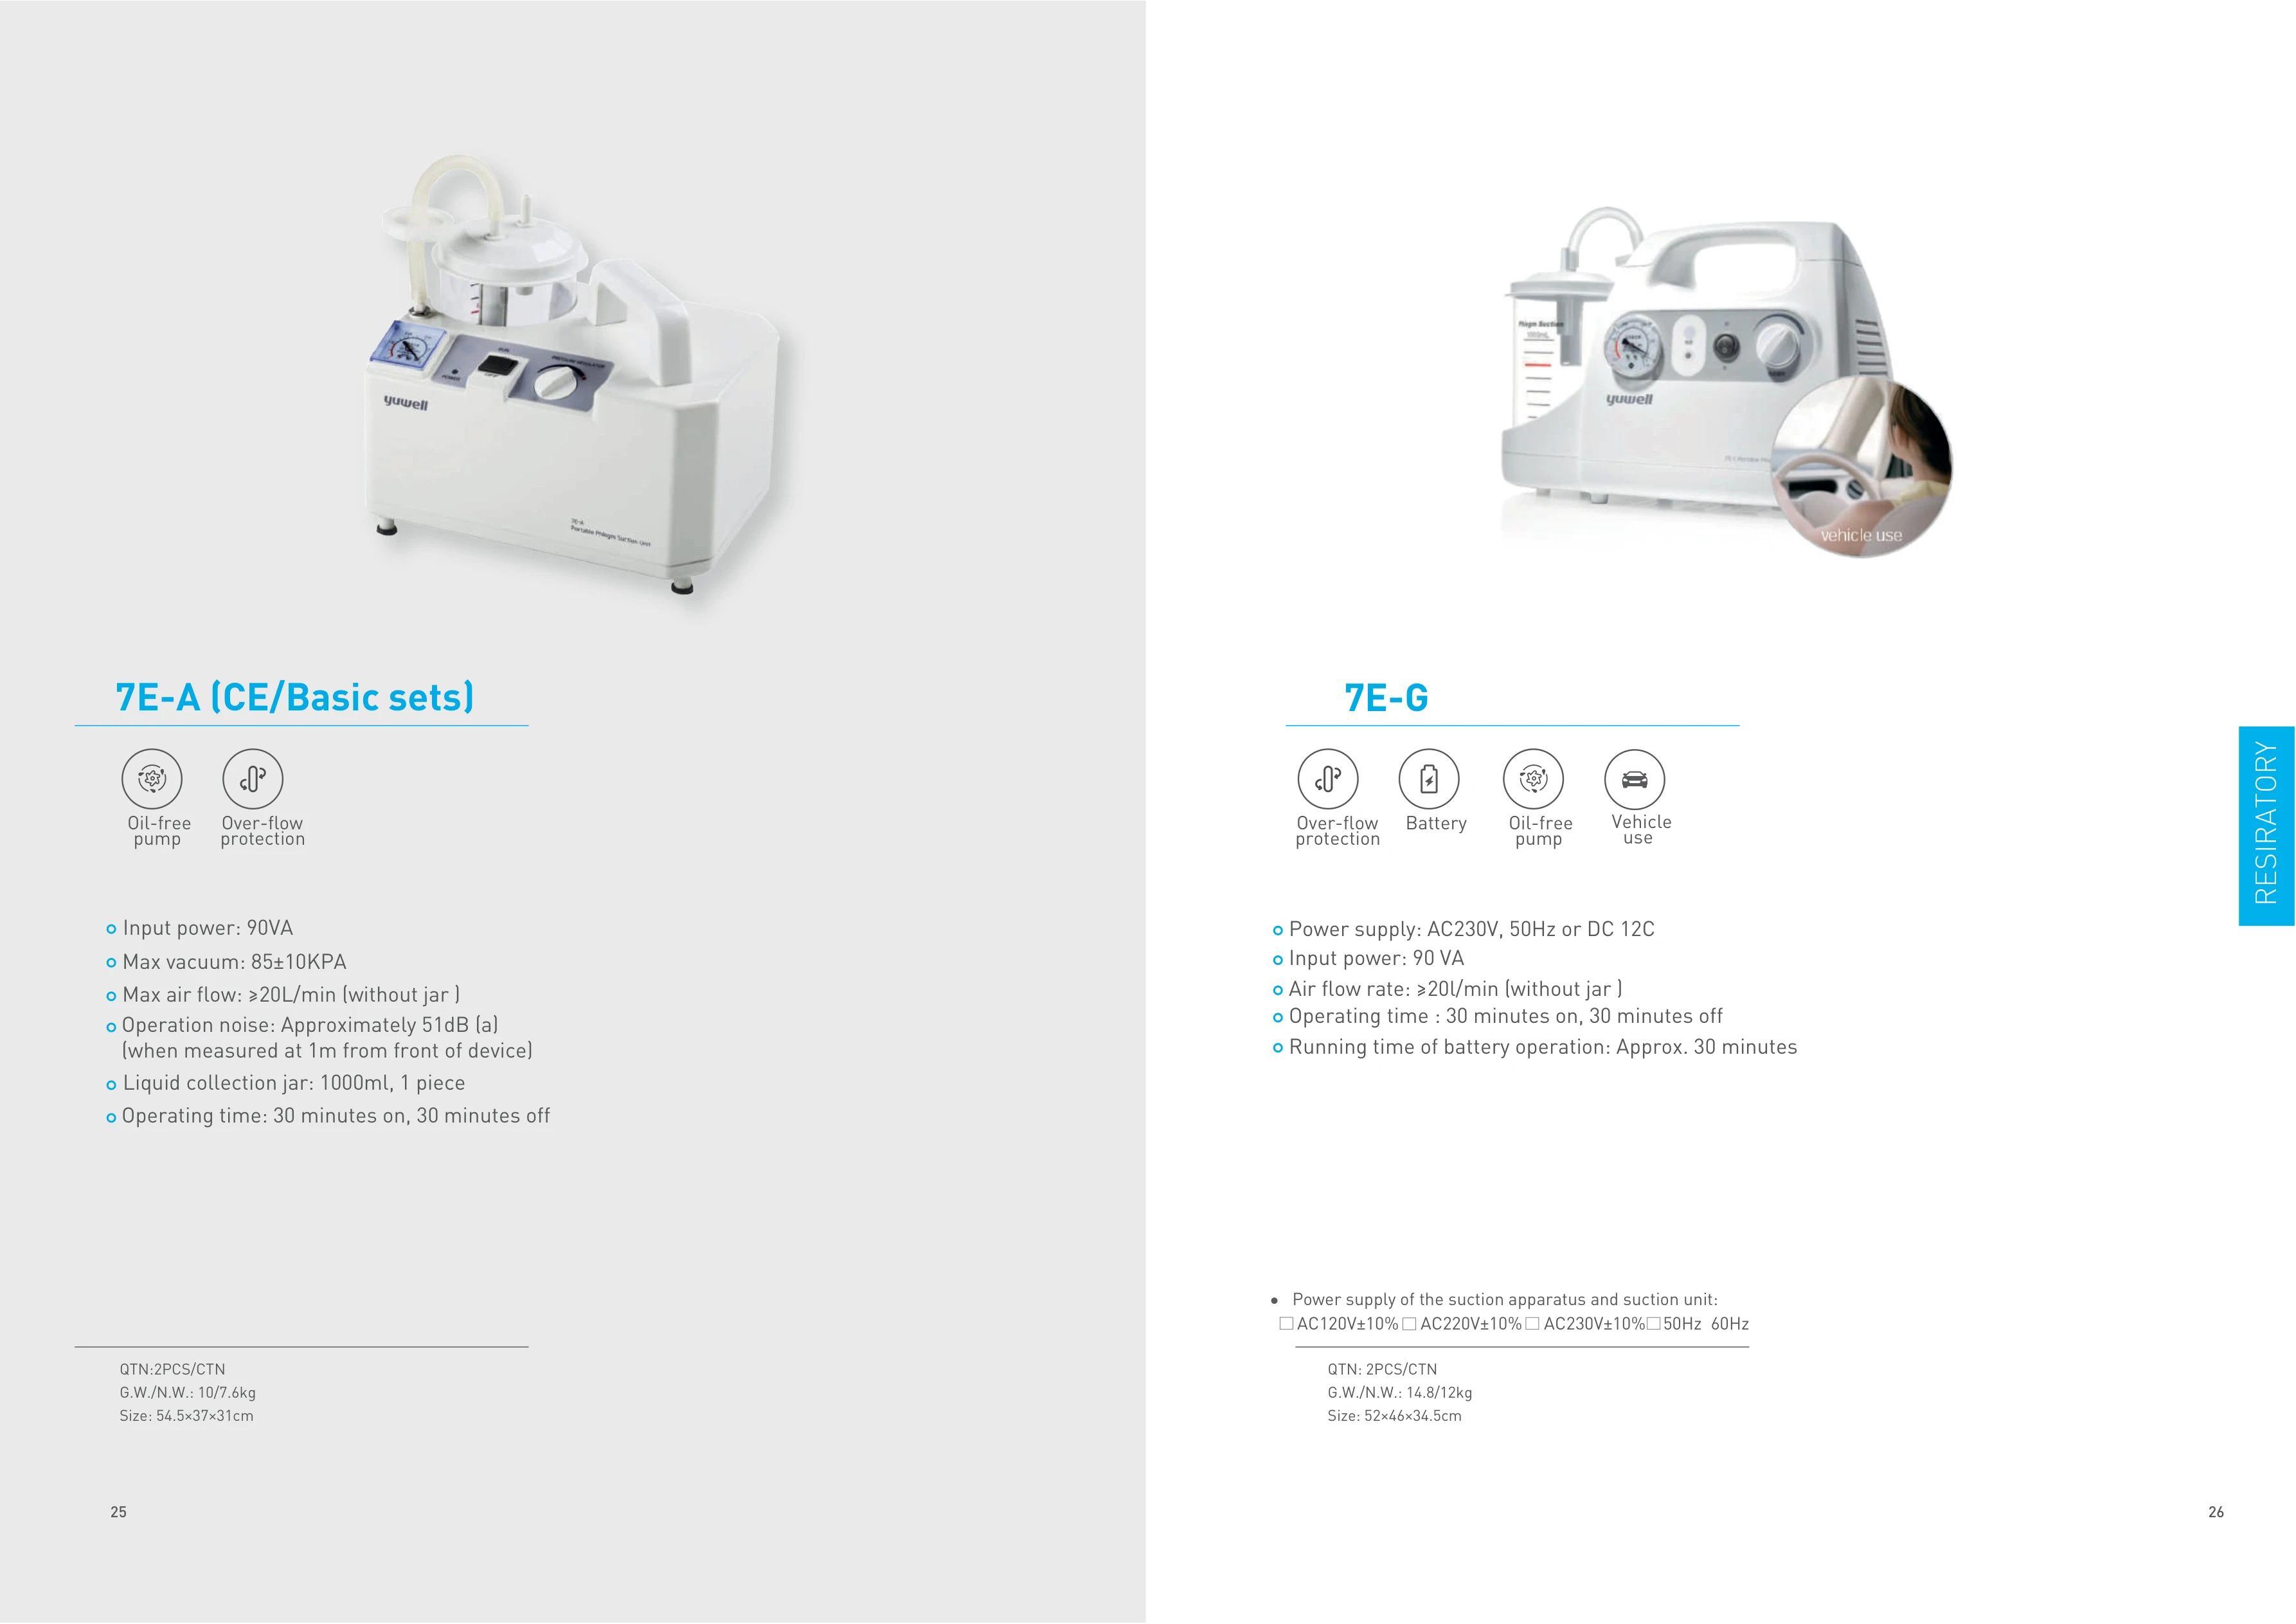 yuwell
POWER
PRESSURE REGULATOR
7E-A
Portable Phlegm Suction Unit
7E-A (CE/Basic sets)
Oil-free
pump
Over-flow
protection
Input power: 90VA
Max vacuum: 85±10KPA
Max air flow: ⩾20L/min (without jar )
Operation noise: Approximately 51dB (a)
(when measured at 1m from front of device)
Liquid collection jar: 1000ml, 1 piece
Operating time: 30 minutes on, 30 minutes off
QTN:2PCS/CTN
G.W./N.W.: 10/7.6kg
Size: 54.5×37×31cm
25
Phlegm Suction
1000mL
yuwell
vehicle use
7E-G
Over-flow
protection
Battery
Oil-free
pump
Vehicle
use
Power supply: AC230V, 50Hz or DC 12C
Input power: 90 VA
Air flow rate: ⩾20l/min (without jar )
Operating time : 30 minutes on, 30 minutes off
Running time of battery operation: Approx. 30 minutes
• Power supply of the suction apparatus and suction unit:
□ AC120V±10% □ AC220V±10% □ AC230V±10% □ 50Hz 60Hz
QTN: 2PCS/CTN
G.W./N.W.: 14.8/12kg
Size: 52×46×34.5cm
RESIRATORY
26